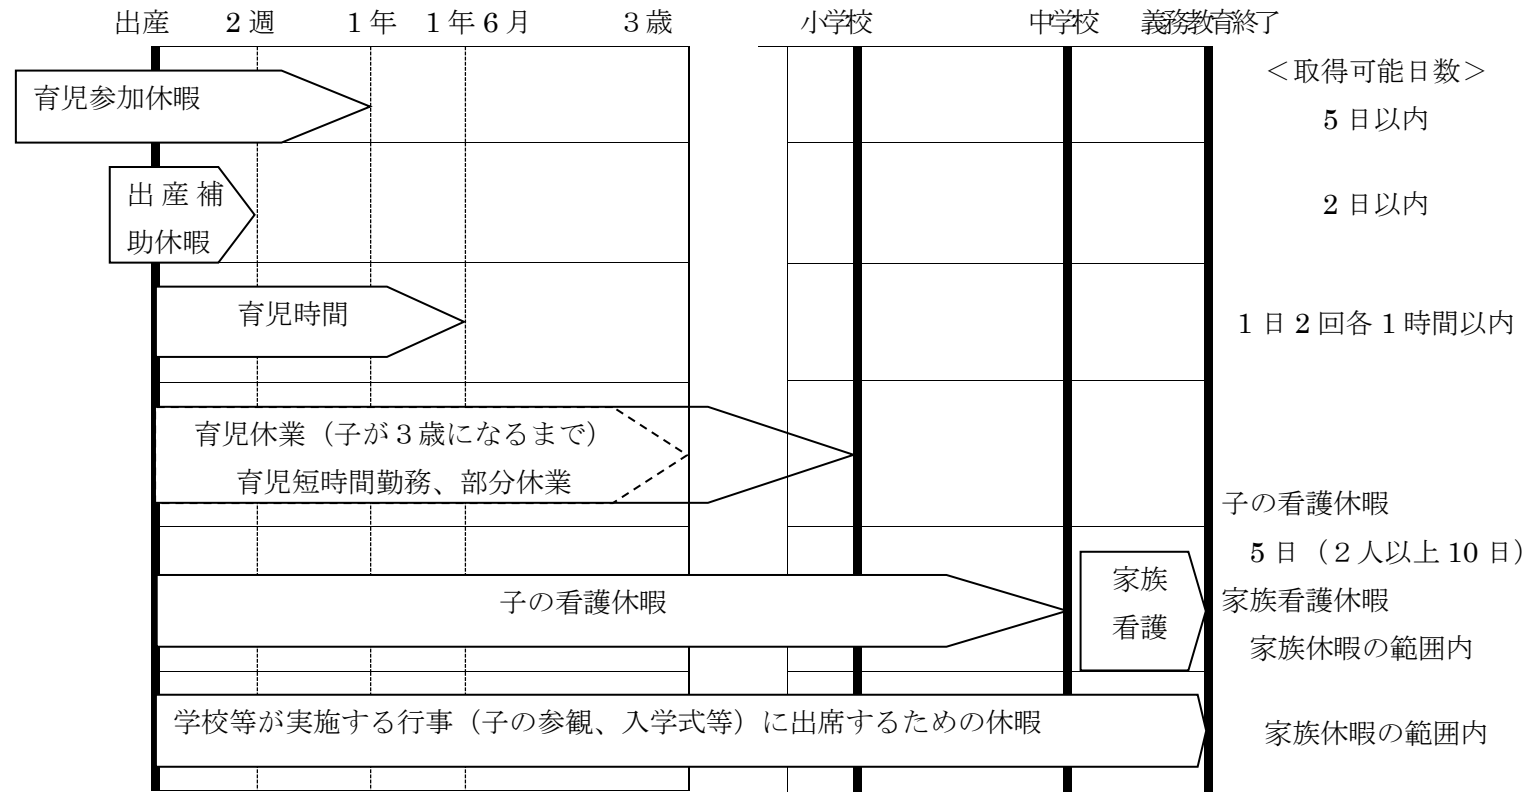 出産 2週 1年 1年6月 3歳 小学校 中学校 義務教育終了
<取得可能日数>
育児参加休暇
5日以内
出産補
助休暇
2日以内
育児時間
1日2回各1時間以内
育児休業（子が3歳になるまで）
育児短時間勤務、部分休業
子の看護休暇
5日（2人以上10日）
家族
看護
子の看護休暇
家族看護休暇
家族休暇の範囲内
学校等が実施する行事（子の参観、入学式等）に出席するための休暇
家族休暇の範囲内